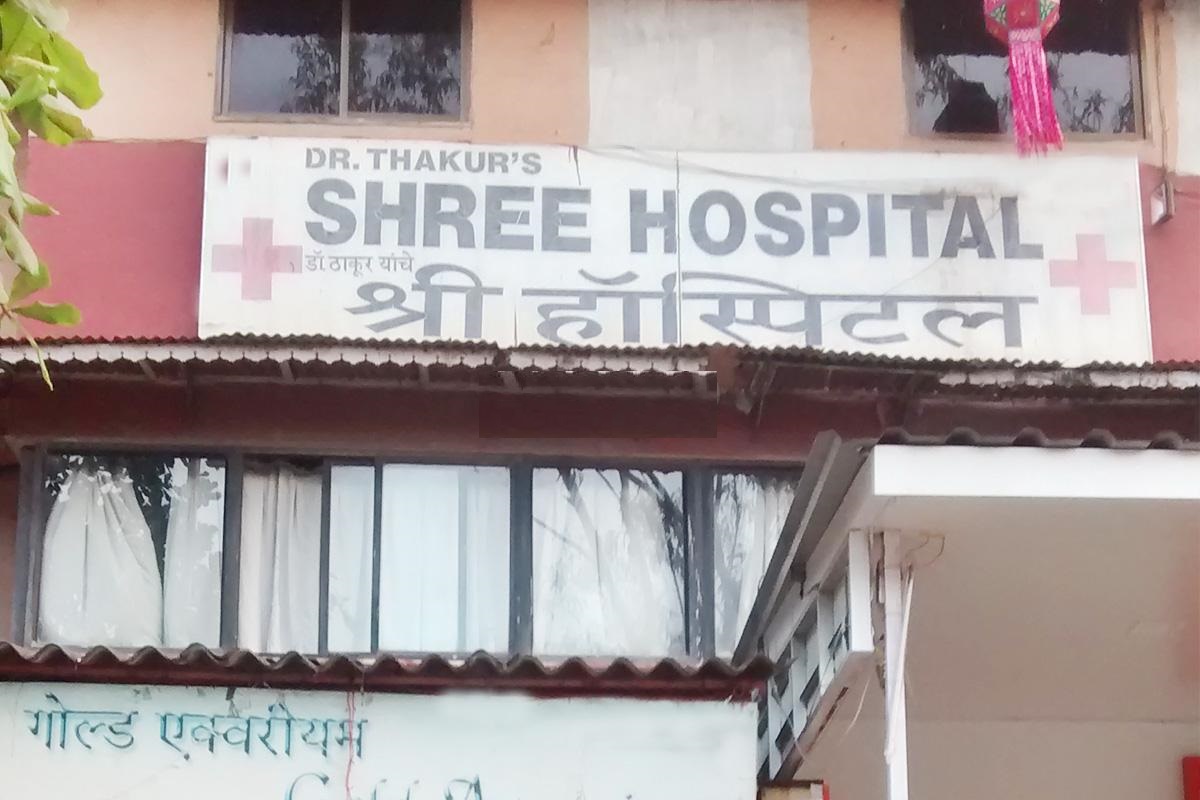 DR. THAKUR'S
SHREE HOSPITAL
डॉ. ठाकूर यांचे
श्री हॉस्पिटल
गोल्ड एक्वरीयम